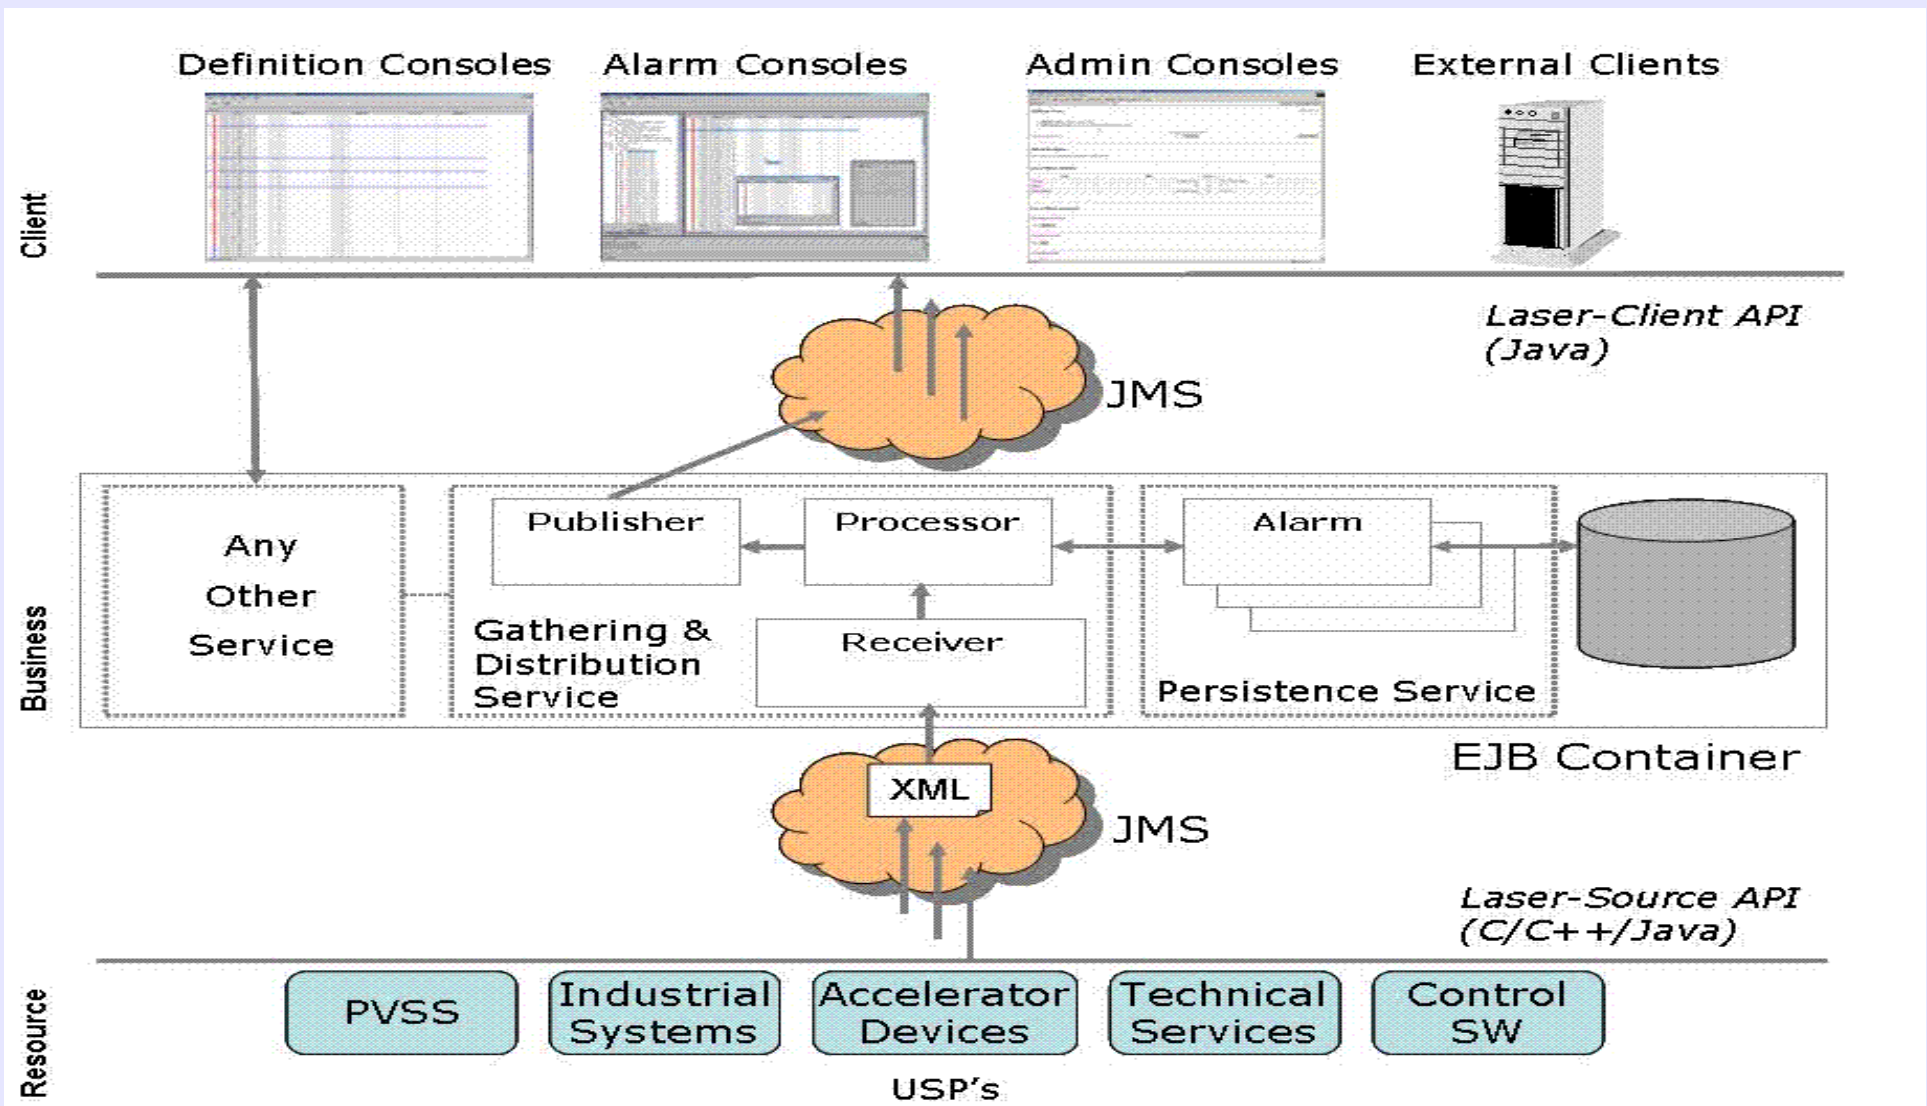 Definition Consoles
Alarm Consoles
Admin Consoles
External Clients
Client
Laser-Client API
(Java)
JMS
Any
Other
Service
Publisher
Processor
Alarm
Gathering &
Distribution
Service
Receiver
Persistence Service
Business
EJB Container
XML
JMS
Laser-Source API
(C/C++/Java)
Resource
PVSS
Industrial
Systems
Accelerator
Devices
Technical
Services
Control
SW
USP's